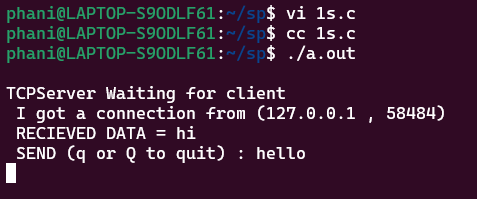 phani@LAPTOP-S9ODLF61:~/sp$ vi 1s.c
phani@LAPTOP-S9ODLF61:~/sp$ cc 1s.c
phani@LAPTOP-S9ODLF61:~/sp$ ./a.out
TCPServer Waiting for client
I got a connection from (127.0.0.1 , 58484)
RECIEVED DATA = hi
SEND (q or Q to quit) : hello